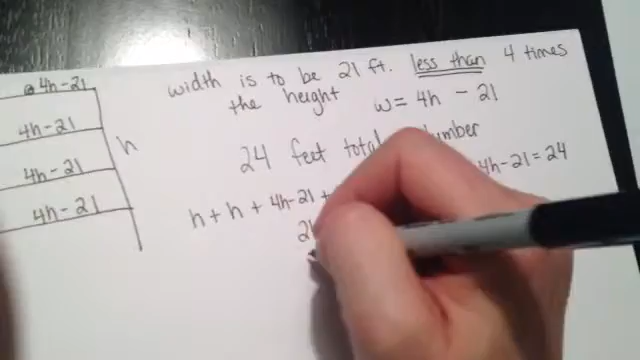 4h-21
4h-21
4h-21
4h-21
h
width is to be 21 ft. less than 4 times
the height w = 4h - 21
24 feet total
h + h + 4h-21 + 4h-21 = 24